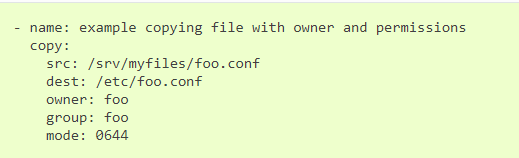 - name: example copying file with owner and permissions
  copy:
    src: /srv/myfiles/foo.conf
    dest: /etc/foo.conf
    owner: foo
    group: foo
    mode: 0644